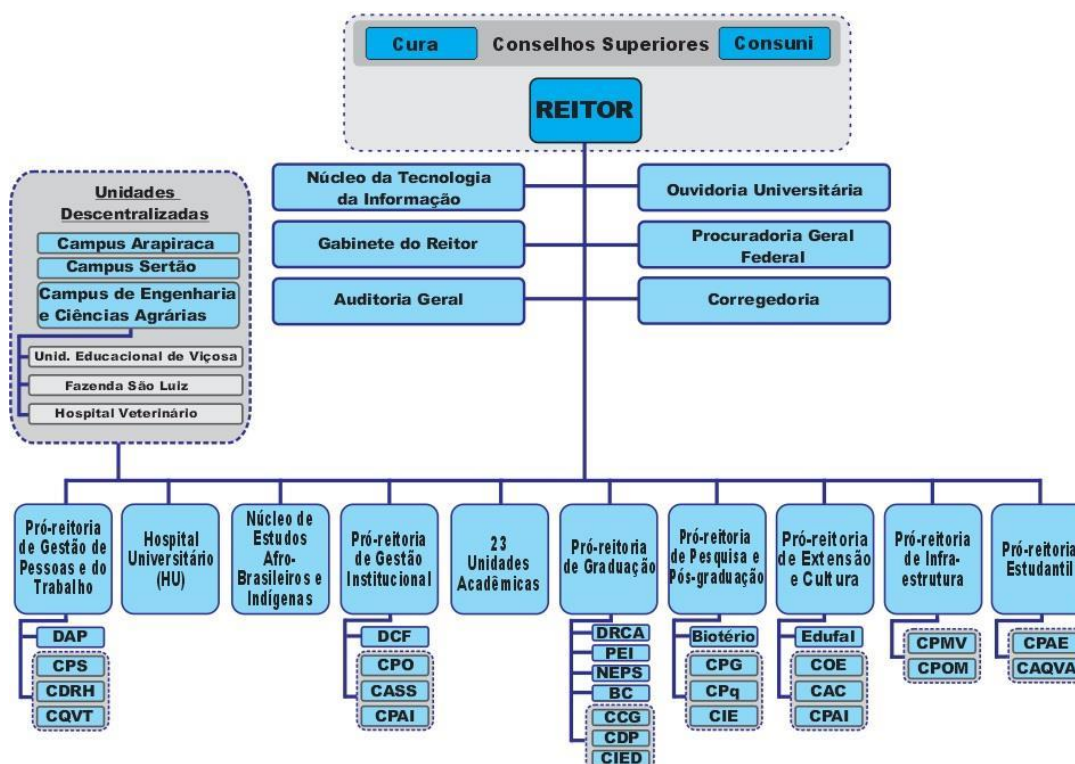 Cura
Conselhos Superiores
Consuni
REITOR
Núcleo da Tecnologia
da Informação
Ouvidoria Universitária
Gabinete do Reitor
Procuradoria Geral
Federal
Auditoria Geral
Corregedoria
Unidades
Descentralizadas
Campus Arapiraca
Campus Sertão
Campus de Engenharia
e Ciências Agrárias
Unid. Educacional de Viçosa
Fazenda São Luiz
Hospital Veterinário
Pró-reitoria
de Gestão de
Pessoas e do
Trabalho
DAP
CPS
CDRH
CQVT
Hospital
Universitário
(HU)
Núcleo de
Estudos
Afro-
Brasileiros e
Indígenas
Pró-reitoria
de Gestão
Institucional
DCF
CPO
CASS
CPAI
23
Unidades
Acadêmicas
Pró-reitoria
de Graduação
DRCA
PEI
NEPS
BC
CCG
CDP
CIED
Pró-reitoria
de Pesquisa e
Pós-graduação
Biotério
CPG
CPq
CIE
Pró-reitoria
de Extensão
e Cultura
Edufal
COE
CAC
CPAI
Pró-reitoria
de Infra-
estrutura
CPMV
CPOM
Pró-reitoria
Estudantil
CPAE
CAQVA